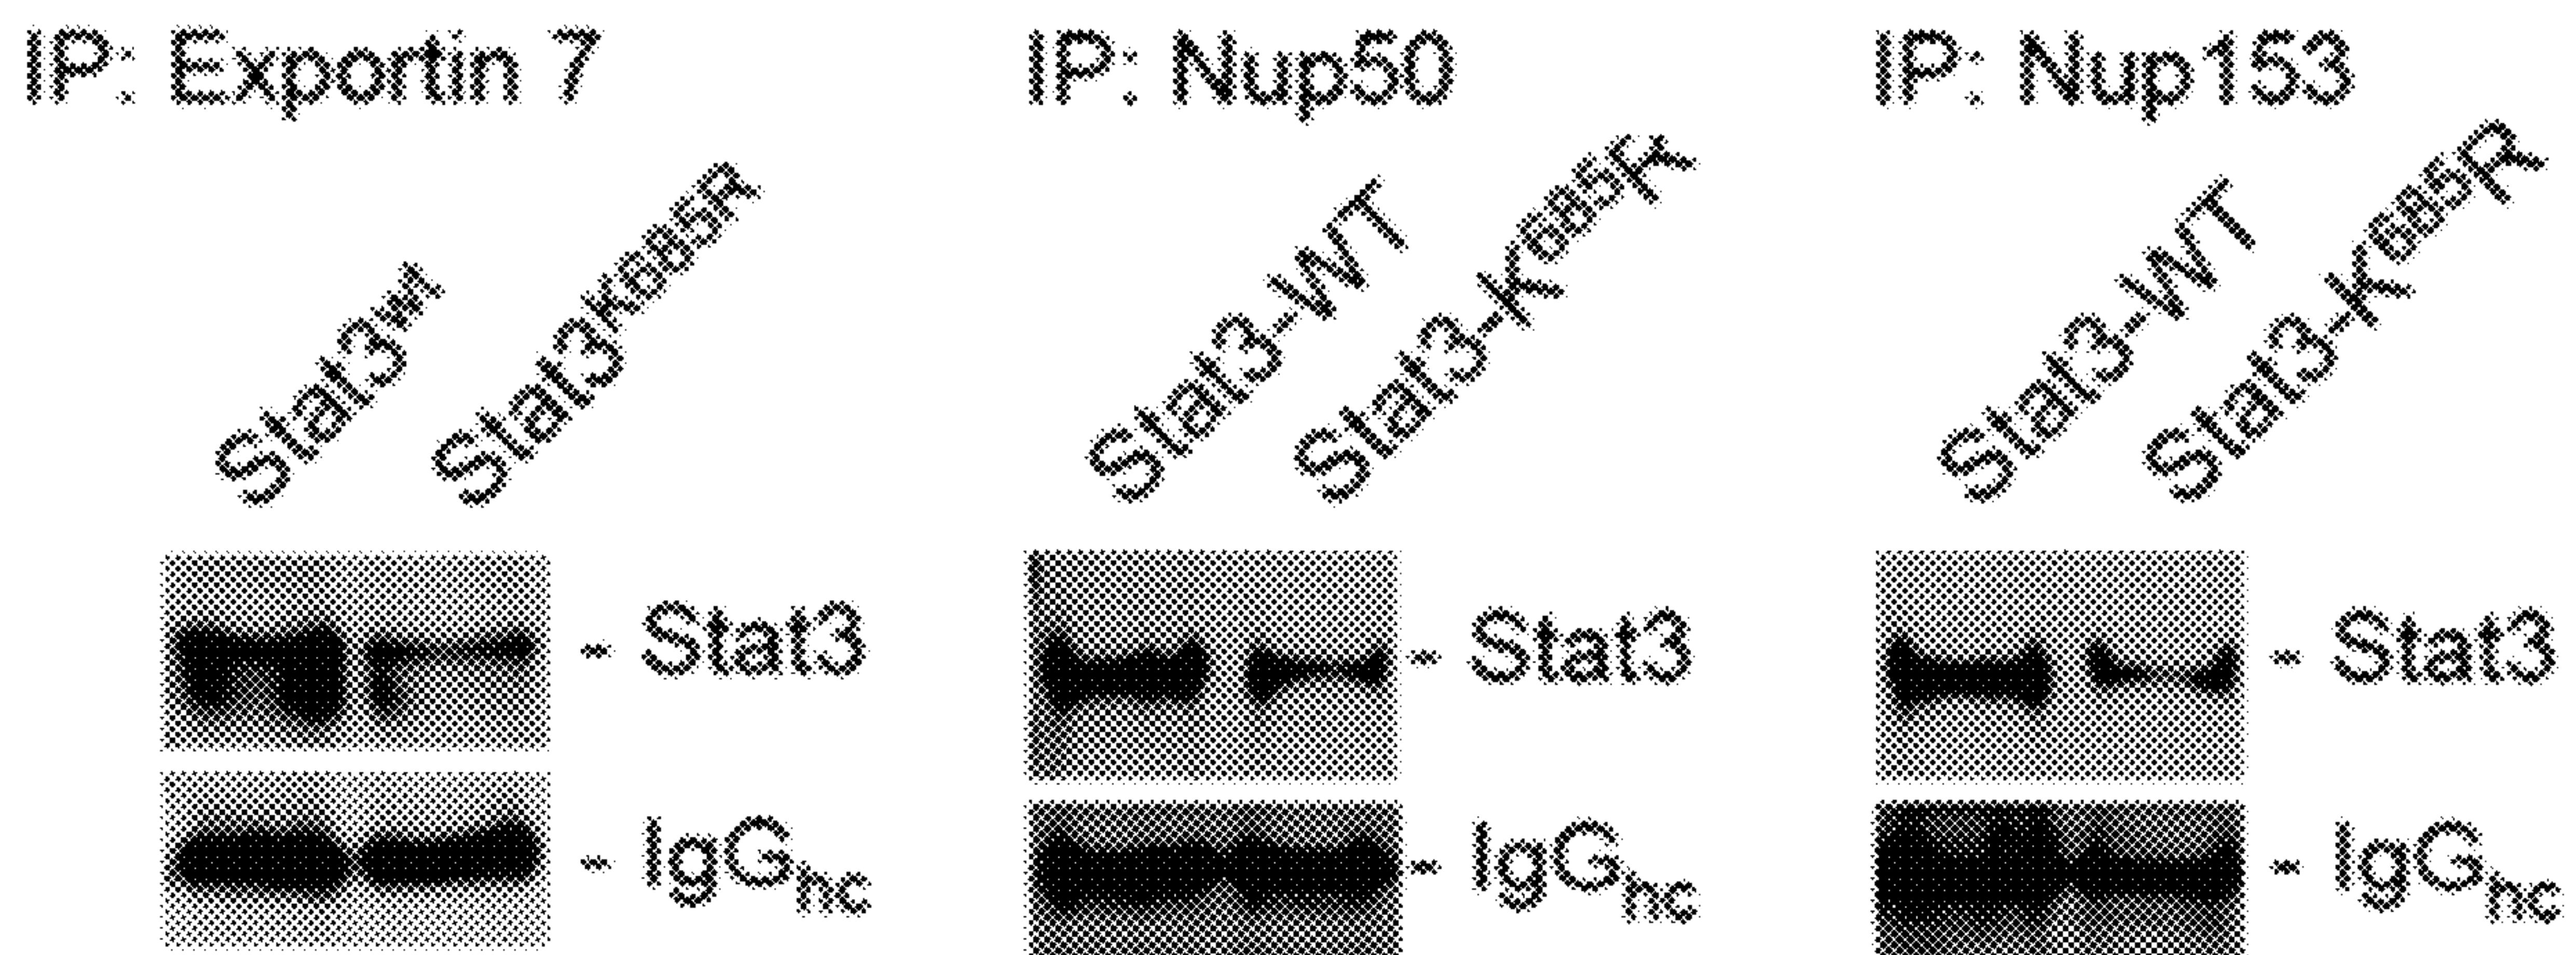 IP: Exportin 7
Stat3wt
Stat3K685R
- Stat3
- IgGhc
IP: Nup50
Stat3-WT
Stat3-K685R
- Stat3
- IgGhc
IP: Nup153
Stat3-WT
Stat3-K685R
- Stat3
- IgGhc